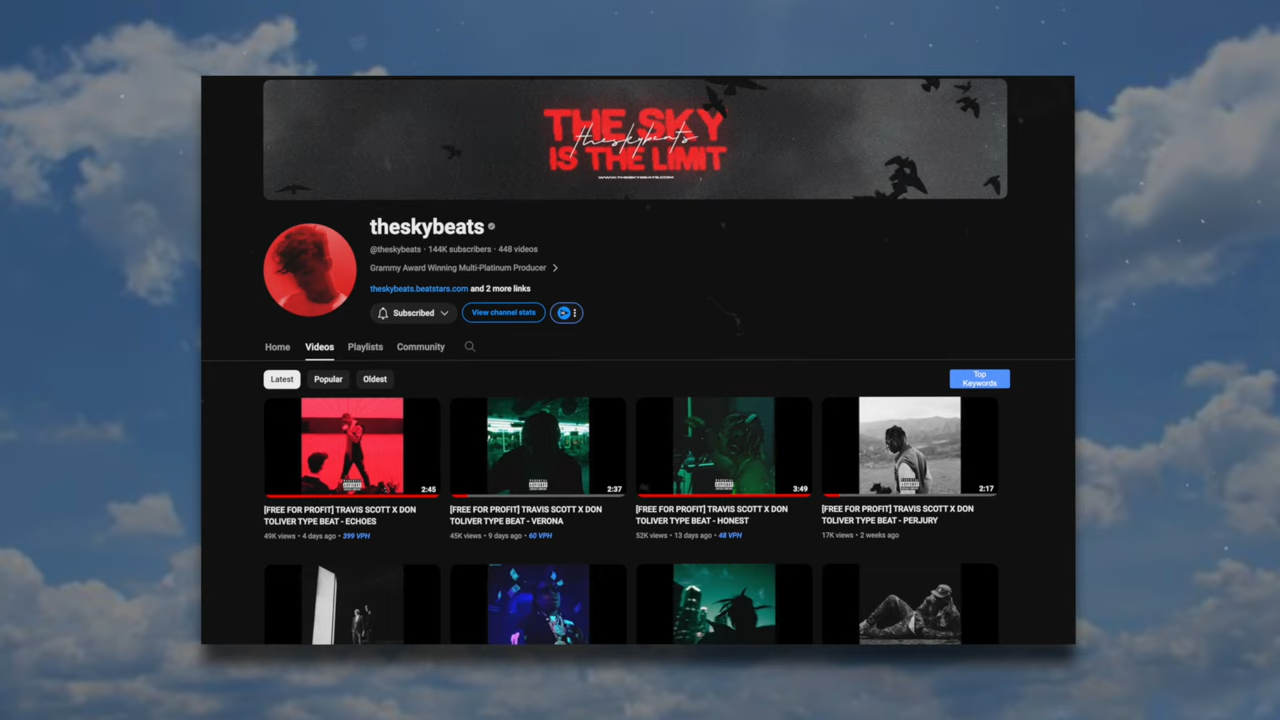 THE SKY
theskybeats
IS THE LIMIT
WWW.THESKYBEATS.COM
theskybeats
@theskybeats · 144K subscribers · 448 videos
Grammy Award Winning Multi-Platinum Producer
theskybeats.beatstars.com and 2 more links
Subscribed View channel stats
Home Videos Playlists Community
Latest Popular Oldest Top
Keywords
2:45 2:37 3:49 2:17
[FREE FOR PROFIT] TRAVIS SCOTT X DON
TOLIVER TYPE BEAT - ECHOES
49K views • 4 days ago • 399 VPH
[FREE FOR PROFIT] TRAVIS SCOTT X DON
TOLIVER TYPE BEAT - VERONA
45K views • 9 days ago • 60 VPH
[FREE FOR PROFIT] TRAVIS SCOTT X DON
TOLIVER TYPE BEAT - HONEST
52K views • 13 days ago • 48 VPH
[FREE FOR PROFIT] TRAVIS SCOTT X DON
TOLIVER TYPE BEAT - PERJURY
17K views • 2 weeks ago